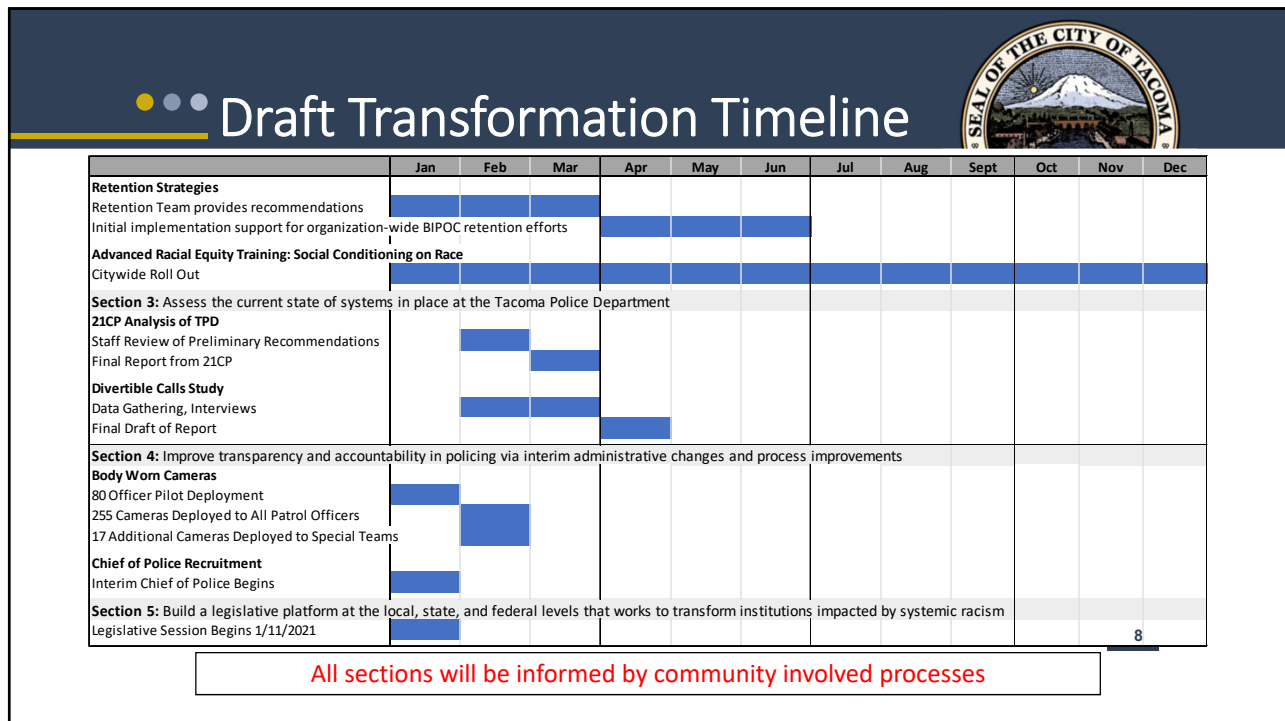 Draft Transformation Timeline
SEAL OF THE CITY OF TACOMA
Jan Feb Mar Apr May Jun Jul Aug Sept Oct Nov Dec
Retention Strategies
Retention Team provides recommendations
Initial implementation support for organization-wide BIPOC retention efforts
Advanced Racial Equity Training: Social Conditioning on Race
Citywide Roll Out
Section 3: Assess the current state of systems in place at the Tacoma Police Department
21CP Analysis of TPD
Staff Review of Preliminary Recommendations
Final Report from 21CP
Divertible Calls Study
Data Gathering, Interviews
Final Draft of Report
Section 4: Improve transparency and accountability in policing via interim administrative changes and process improvements
Body Worn Cameras
80 Officer Pilot Deployment
255 Cameras Deployed to All Patrol Officers
17 Additional Cameras Deployed to Special Teams
Chief of Police Recruitment
Interim Chief of Police Begins
Section 5: Build a legislative platform at the local, state, and federal levels that works to transform institutions impacted by systemic racism
Legislative Session Begins 1/11/2021
8
All sections will be informed by community involved processes